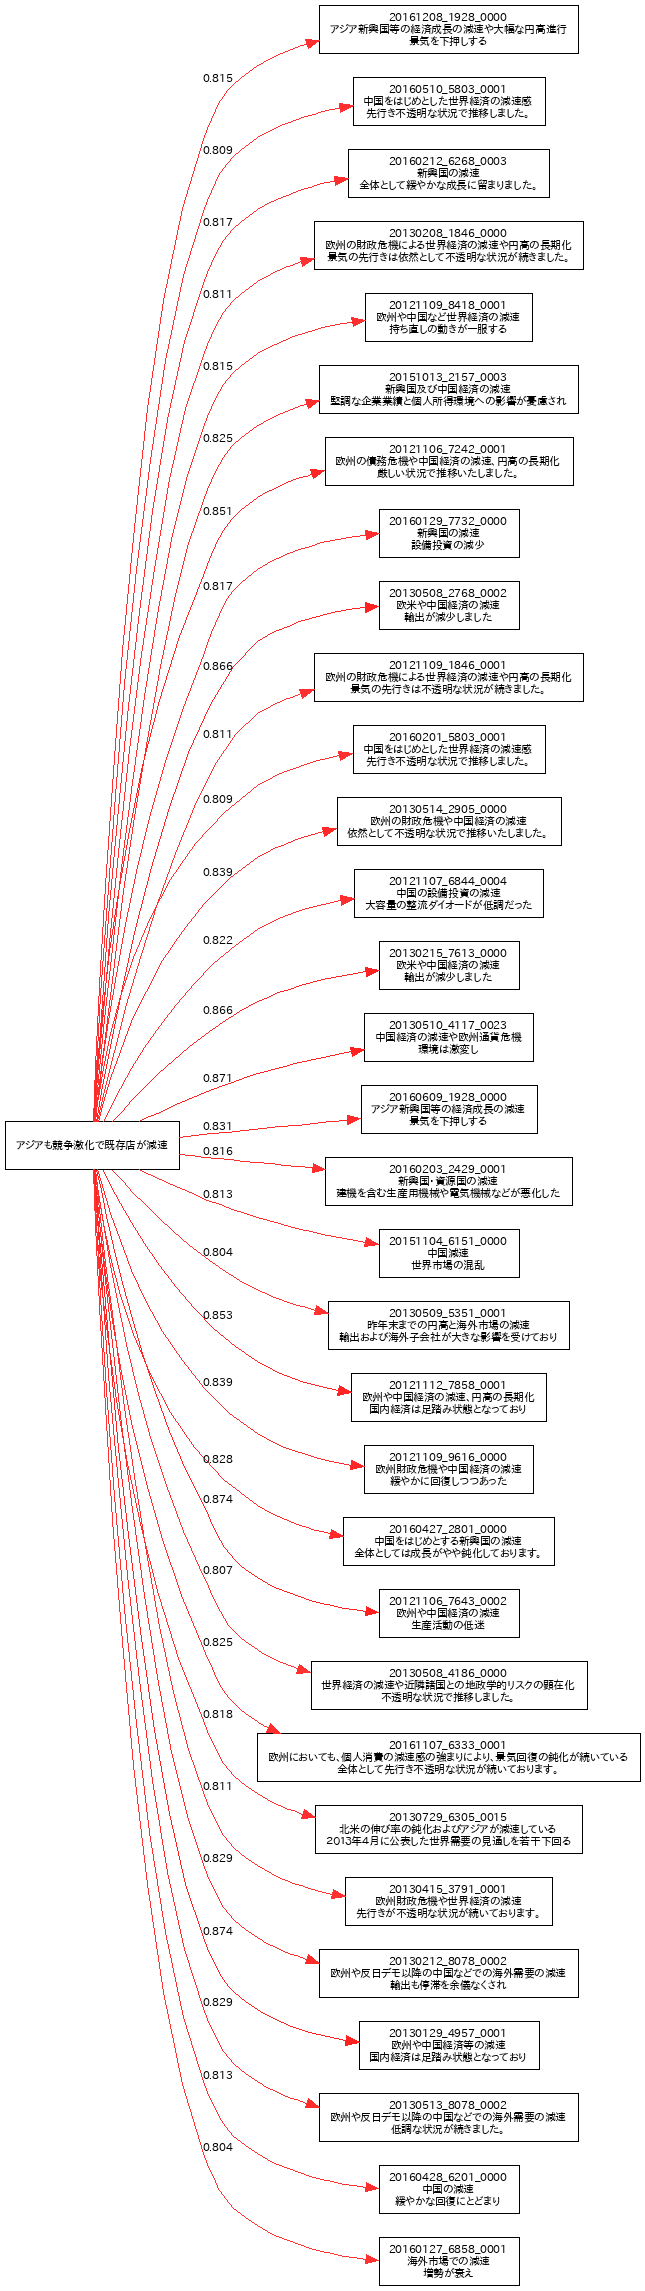 20161208_1928_0000
アジア新興国等の経済成長の減速や大幅な円高進行
景気を下押しする
0.815
20160510_5803_0001
中国をはじめとした世界経済の減速感
先行き不透明な状況で推移しました。
0.809
20160212_6268_0003
新興国の減速
全体として緩やかな成長に留まりました。
0.817
20130208_1846_0000
欧州の財政危機による世界経済の減速や円高の長期化
景気の先行きは依然として不透明な状況が続きました。
0.811
20121109_8418_0001
欧州や中国など世界経済の減速
持ち直しの動きが一服する
0.815
20151013_2157_0003
新興国及び中国経済の減速
堅調な企業業績と個人所得環境への影響が憂慮され
0.825
20121106_7242_0001
欧州の債務危機や中国経済の減速、円高の長期化
厳しい状況で推移いたしました。
0.851
20160129_7732_0000
新興国の減速
設備投資の減少
0.817
20130508_2768_0002
欧米や中国経済の減速
輸出が減少しました
0.866
20121109_1846_0001
欧州の財政危機による世界経済の減速や円高の長期化
景気の先行きは不透明な状況が続きました。
0.811
20160201_5803_0001
中国をはじめとした世界経済の減速感
先行き不透明な状況で推移しました。
0.809
20130514_2905_0000
欧州の財政危機や中国経済の減速
依然として不透明な状況で推移いたしました。
0.839
20121107_6844_0004
中国の設備投資の減速
大容量の整流ダイオードが低調だった
0.822
20130215_7613_0000
欧米や中国経済の減速
輸出が減少しました
0.866
20130510_4117_0023
中国経済の減速や欧州通貨危機
環境は激変し
0.871
20160609_1928_0000
アジア新興国等の経済成長の減速
景気を下押しする
0.831
アジアも競争激化で既存店が減速
0.816
20160203_2429_0001
新興国・資源国の減速
建機を含む生産用機械や電気機械などが悪化した
0.813
20151104_6151_0000
中国減速
世界市場の混乱
0.804
20130509_5351_0001
昨年末までの円高と海外市場の減速
輸出および海外子会社が大きな影響を受けており
0.853
20121112_7858_0001
欧州や中国経済の減速、円高の長期化
国内経済は足踏み状態となっており
0.839
20121109_9616_0000
欧州財政危機や中国経済の減速
緩やかに回復しつつあった
0.828
20160427_2801_0000
中国をはじめとする新興国の減速
全体としては成長がやや鈍化しております。
0.874
20121106_7643_0002
欧州や中国経済の減速
生産活動の低迷
0.807
20130508_4186_0000
世界経済の減速や近隣諸国との地政学的リスクの顕在化
不透明な状況で推移しました。
0.825
20161107_6333_0001
欧州においても、個人消費の減速感の強まりにより、景気回復の鈍化が続いている
全体として先行き不透明な状況が続いております。
0.818
20130729_6305_0015
北米の伸び率の鈍化およびアジアが減速している
2013年4月に公表した世界需要の見通しを若干下回る
0.811
20130415_3791_0001
欧州財政危機や世界経済の減速
先行きが不透明な状況が続いております。
0.829
20130212_8078_0002
欧州や反日デモ以降の中国などでの海外需要の減速
輸出も停滞を余儀なくされ
0.874
20130129_4957_0001
欧州や中国経済等の減速
国内経済は足踏み状態となっており
0.829
20130513_8078_0002
欧州や反日デモ以降の中国などでの海外需要の減速
低調な状況が続きました。
0.813
20160428_6201_0000
中国の減速
緩やかな回復にとどまり
0.804
20160127_6858_0001
海外市場での減速
増勢が衰え